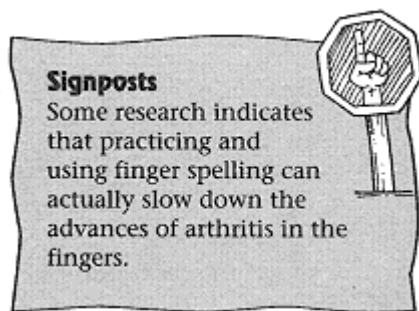 Signposts
Some research indicates
that practicing and
using finger spelling can
actually slow down the
advances of arthritis in the
fingers.